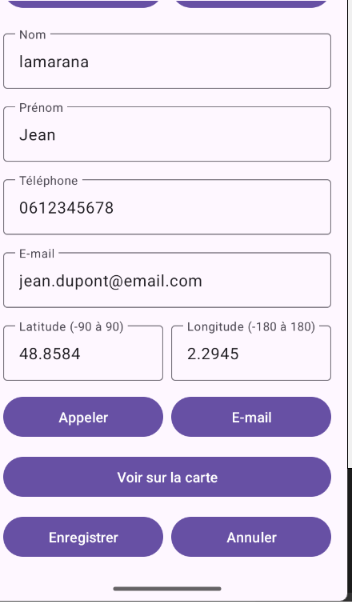 Nom
lamarana
Prénom
Jean
Téléphone
0612345678
E-mail
jean.dupont@email.com
Latitude (-90 à 90)
48.8584
Longitude (-180 à 180)
2.2945
Appeler
E-mail
Voir sur la carte
Enregistrer
Annuler